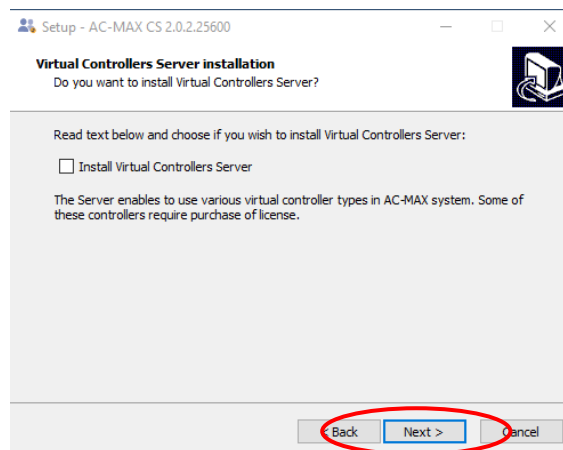 Setup - AC-MAX CS 2.0.2.25600
Virtual Controllers Server installation
Do you want to install Virtual Controllers Server?
Read text below and choose if you wish to install Virtual Controllers Server:
Install Virtual Controllers Server
The Server enables to use various virtual controller types in AC-MAX system. Some of
these controllers require purchase of license.
< Back Next > Cancel